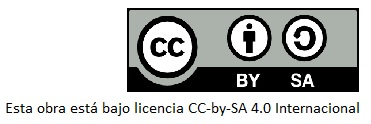 CC
BY SA
Esta obra está bajo licencia CC-by-SA 4.0 Internacional